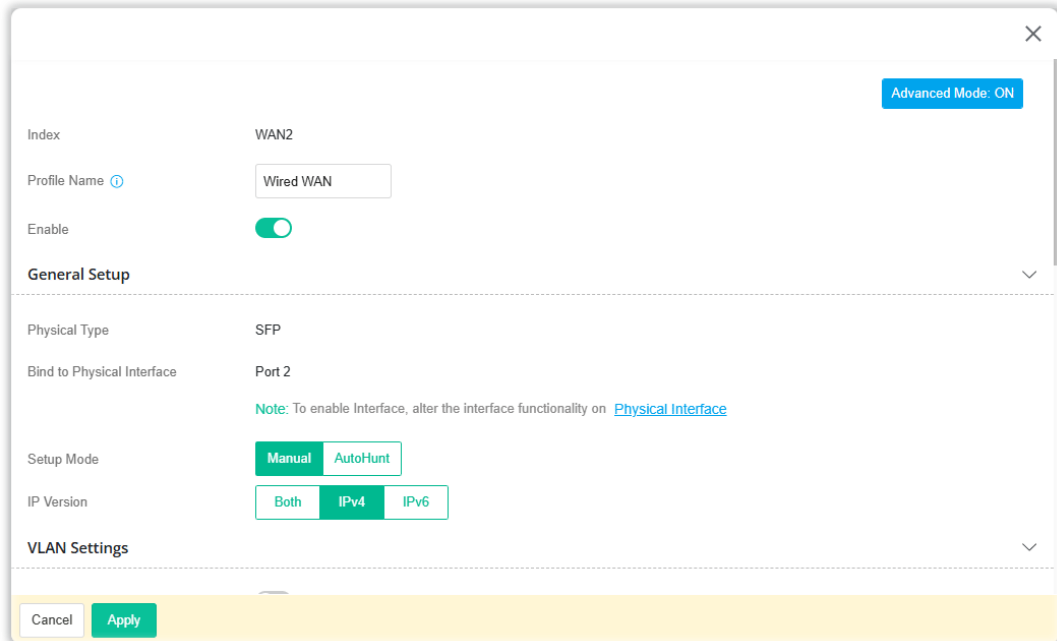 Advanced Mode: ON
Index WAN2
Profile Name Wired WAN
Enable
General Setup
Physical Type SFP
Bind to Physical Interface Port 2
Note: To enable Interface, alter the interface functionality on Physical Interface
Setup Mode Manual AutoHunt
IP Version Both IPv4 IPv6
VLAN Settings
Cancel Apply